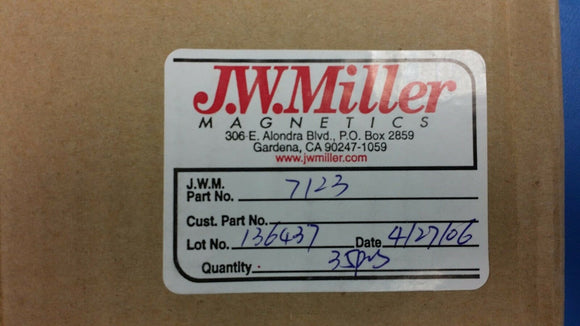 J.W.Miller
MAGNETICS
306 E. Alondra Blvd., P.O. Box 2859
Gardena, CA 90247-1059
www.jwmiller.com
J.W.M.
Part No. 7123
Cust. Part No.
Lot No. 136437 Date 4/27/06
Quantity 35pcs